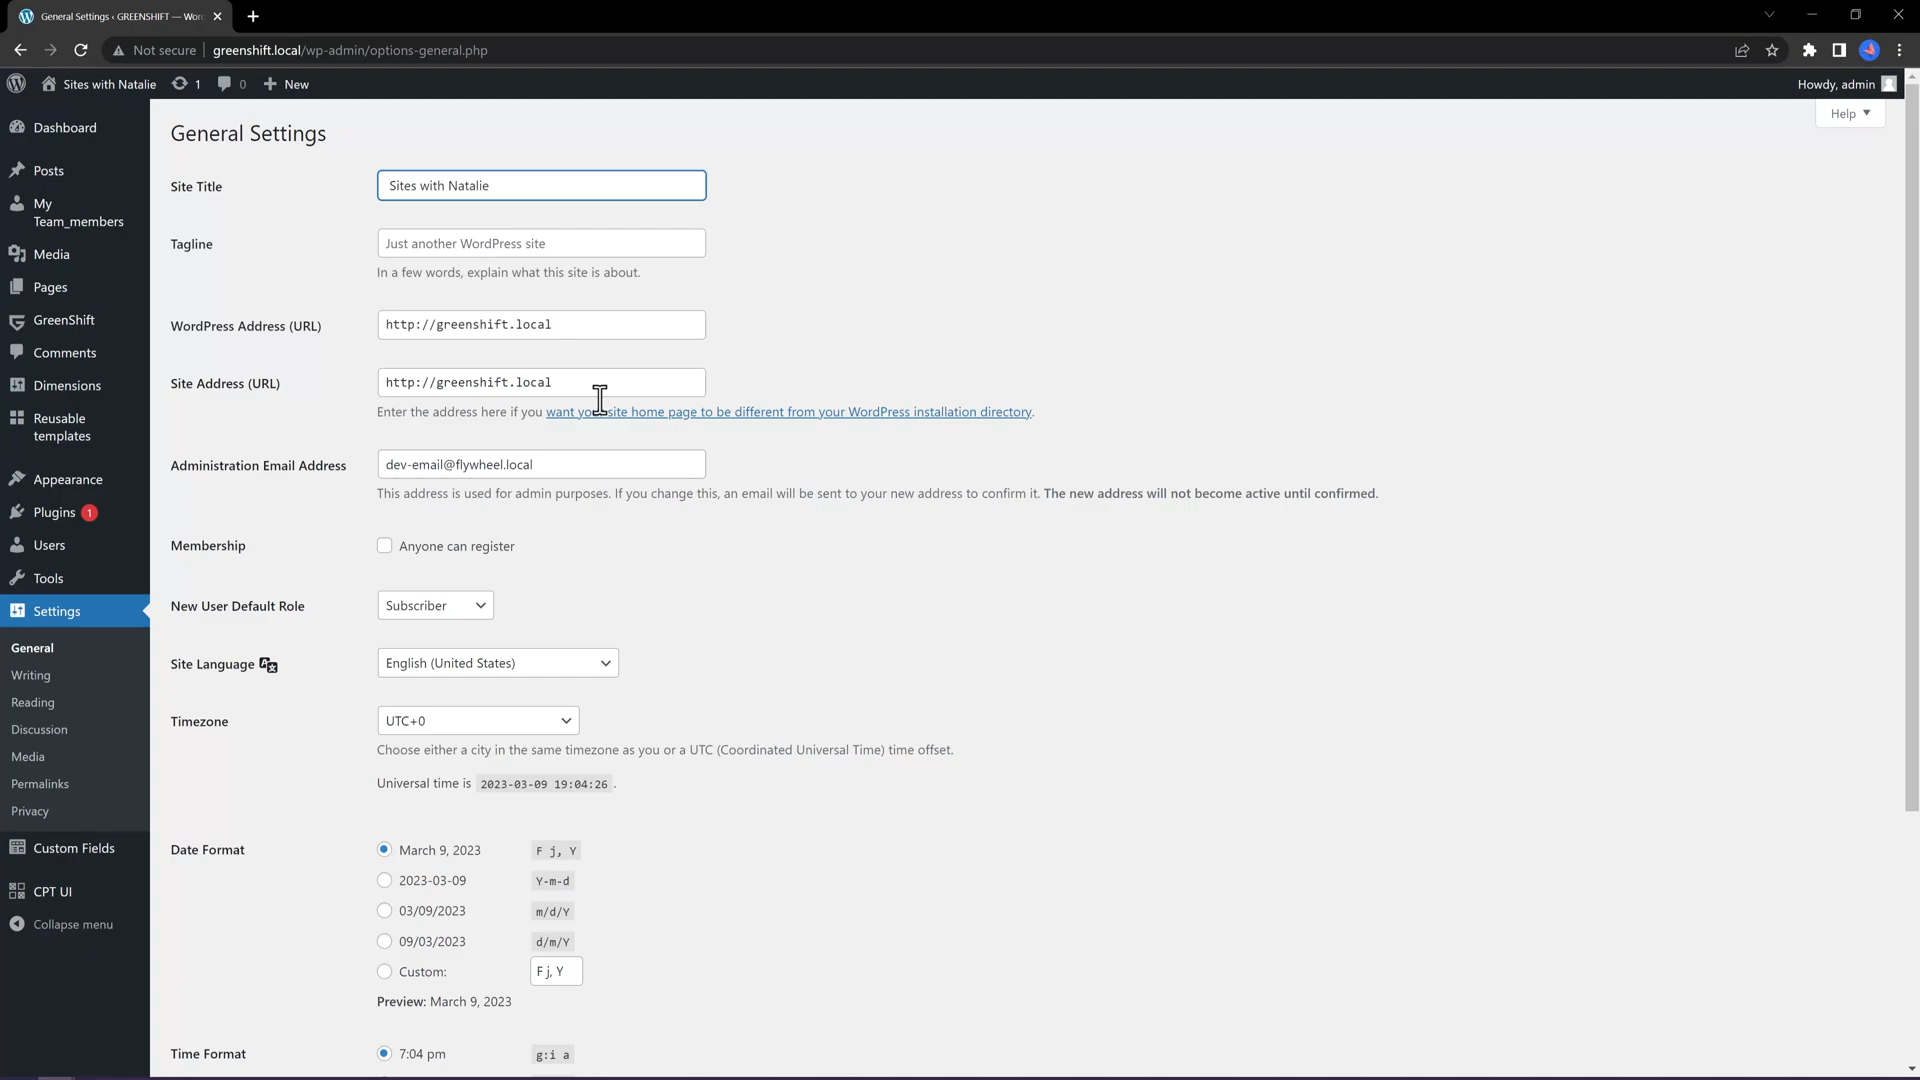 General Settings ‹ GREENSHIFT — Wor
Not secure
greenshift.local/wp-admin/options-general.php
Sites with Natalie
1
0
New
Howdy, admin
Help
Dashboard
Posts
My
Team_members
Media
Pages
GreenShift
Comments
Dimensions
Reusable
templates
Appearance
Plugins 1
Users
Tools
Settings
General
Writing
Reading
Discussion
Media
Permalinks
Privacy
Custom Fields
CPT UI
Collapse menu
General Settings
Site Title
Sites with Natalie
Tagline
Just another WordPress site
In a few words, explain what this site is about.
WordPress Address (URL)
http://greenshift.local
Site Address (URL)
http://greenshift.local
Enter the address here if you want your site home page to be different from your WordPress installation directory.
Administration Email Address
dev-email@flywheel.local
This address is used for admin purposes. If you change this, an email will be sent to your new address to confirm it. The new address will not become active until confirmed.
Membership
Anyone can register
New User Default Role
Subscriber
Site Language
English (United States)
Timezone
UTC+0
Choose either a city in the same timezone as you or a UTC (Coordinated Universal Time) time offset.
Universal time is 2023-03-09 19:04:26 .
Date Format
March 9, 2023 F j, Y
2023-03-09 Y-m-d
03/09/2023 m/d/Y
09/03/2023 d/m/Y
Custom: F j, Y
Preview: March 9, 2023
Time Format
7:04 pm g:i a